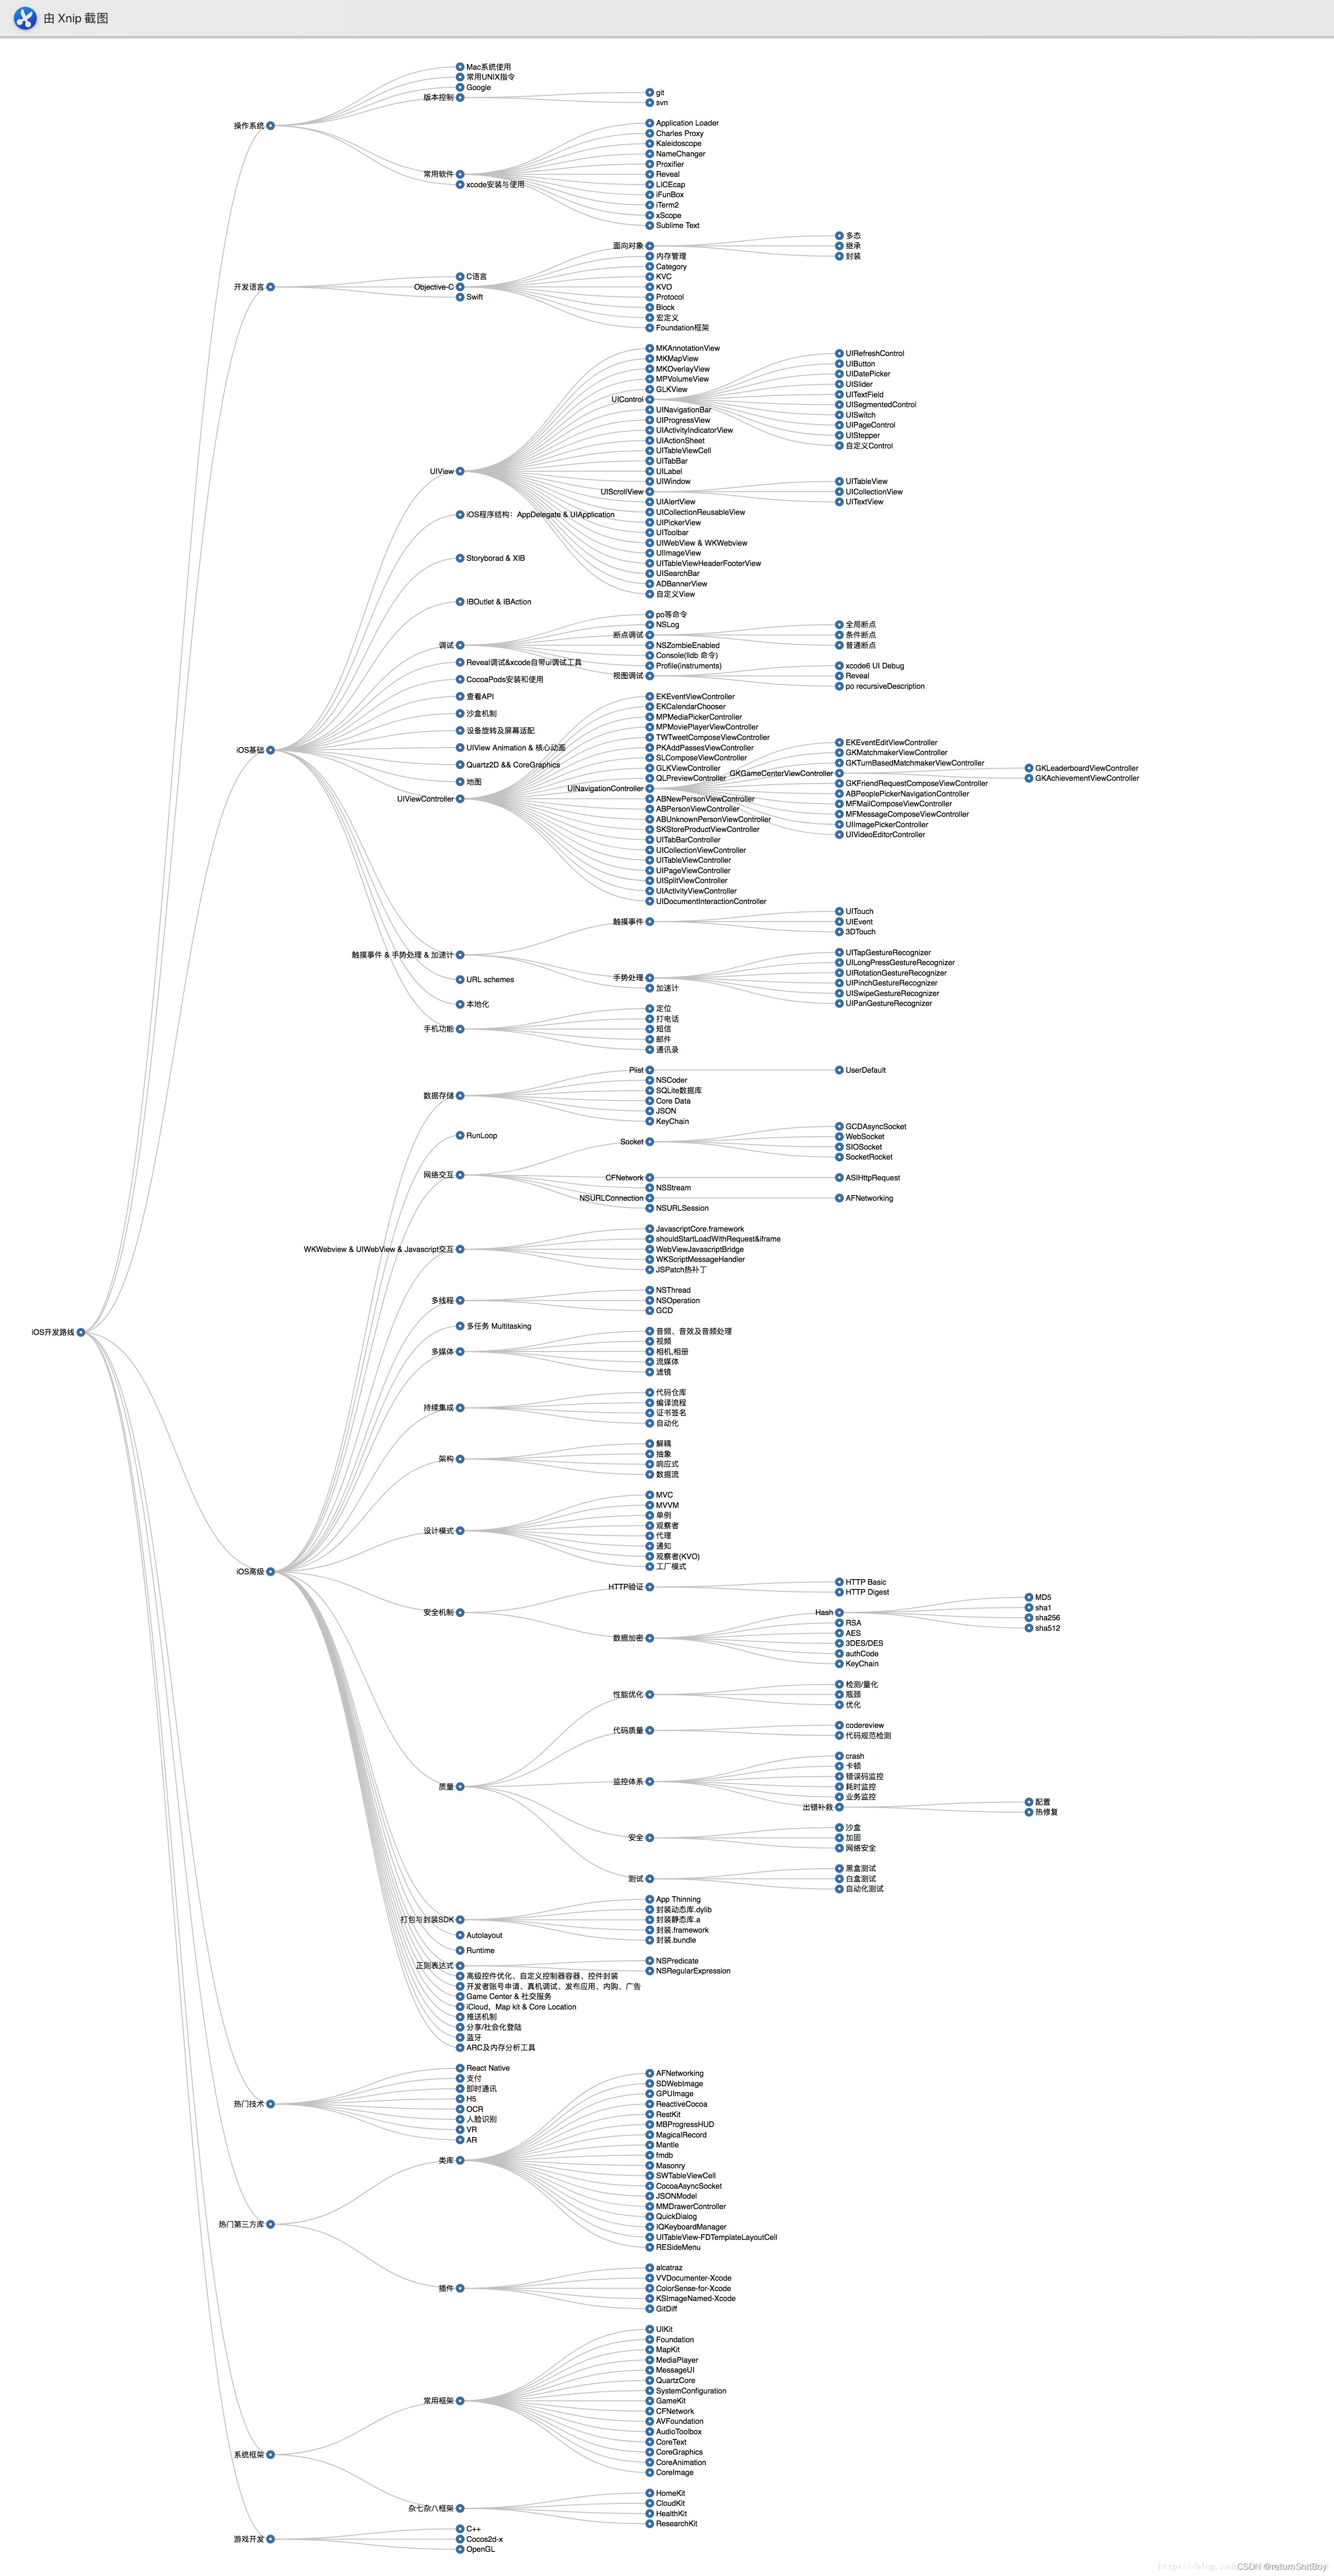 由 Xnip 截图
Mac系统使用
常用UNIX指令
Google
版本控制
git
svn
操作系统
Application Loader
Charles Proxy
Kaleidoscope
NameChanger
Proxifier
常用软件
Reveal
xcode安装与使用
LICEcap
iFunBox
iTerm2
xScope
Sublime Text
面向对象
多态
继承
封装
内存管理
Category
C语言
KVC
开发语言
Objective-C
KVO
Swift
Protocol
Block
宏定义
Foundation框架
MKAnnotationView
MKMapView
MKOverlayView
MPVolumeView
GLKView
UIControl
UIRefreshControl
UIButton
UIDatePicker
UISlider
UITextField
UISegmentedControl
UISwitch
UIPageControl
UIStepper
自定义Control
UINavigationBar
UIProgressView
UIActivityIndicatorView
UIActionSheet
UITableViewCell
UITabBar
UIView
UILabel
UIWindow
UIScrollView
UITableView
UICollectionView
UITextView
UIAlertView
UICollectionReusableView
iOS程序结构：AppDelegate & UIApplication
UIPickerView
UIToolbar
UIWebView & WKWebview
UIImageView
Storyborad & XIB
UITableViewHeaderFooterView
UISearchBar
ADBannerView
自定义View
IBOutlet & IBAction
po等命令
NSLog
断点调试
全局断点
条件断点
普通断点
调试
NSZombieEnabled
Console(lldb 命令)
Reveal调试&xcode自带ui调试工具
Profile(instruments)
视图调试
xcode6 UI Debug
Reveal
po recursiveDescription
CocoaPods安装和使用
查看API
沙盒机制
设备旋转及屏幕适配
UIView Animation & 核心动画
iOS基础
Quartz2D && CoreGraphics
地图
UIViewController
EKEventViewController
EKCalendarChooser
MPMediaPickerController
MPMoviePlayerViewController
TWTweetComposeViewController
PKAddPassesViewController
SLComposeViewController
GLKViewController
QLPreviewController
UINavigationController
EKEventEditViewController
GKMatchmakerViewController
GKTurnBasedMatchmakerViewController
GKGameCenterViewController
GKLeaderboardViewController
GKAchievementViewController
GKFriendRequestComposeViewController
ABPeoplePickerNavigationController
MFMailComposeViewController
MFMessageComposeViewController
UIImagePickerController
UIVideoEditorController
ABNewPersonViewController
ABPersonViewController
ABUnknownPersonViewController
SKStoreProductViewController
UITabBarController
UICollectionViewController
UITableViewController
UIPageViewController
UISplitViewController
UIActivityViewController
UIDocumentInteractionController
触摸事件
UITouch
UIEvent
3DTouch
触摸事件 & 手势处理 & 加速计
手势处理
UITapGestureRecognizer
UILongPressGestureRecognizer
UIRotationGestureRecognizer
UIPinchGestureRecognizer
UISwipeGestureRecognizer
UIPanGestureRecognizer
加速计
URL schemes
本地化
手机功能
定位
打电话
短信
邮件
通讯录
数据存储
Plist
UserDefault
NSCoder
SQLite数据库
Core Data
JSON
KeyChain
RunLoop
网络交互
Socket
GCDAsyncSocket
WebSocket
SIOSocket
SocketRocket
CFNetwork
ASIHttpRequest
NSStream
NSURLConnection
AFNetworking
NSURLSession
WKWebview & UIWebView & Javascript交互
JavascriptCore.framework
shouldStartLoadWithRequest&iframe
WebViewJavascriptBridge
WKScriptMessageHandler
JSPatch热补丁
多线程
NSThread
NSOperation
GCD
iOS开发路线
多任务 Multitasking
多媒体
音频、音效及音频处理
视频
相机,相册
流媒体
滤镜
持续集成
代码仓库
编译流程
证书签名
自动化
架构
解耦
抽象
响应式
数据流
设计模式
MVC
MVVM
单例
观察者
代理
通知
观察者(KVO)
工厂模式
iOS高级
安全机制
HTTP验证
HTTP Basic
HTTP Digest
数据加密
Hash
MD5
sha1
sha256
sha512
RSA
AES
3DES/DES
authCode
KeyChain
质量
性能优化
检测/量化
瓶颈
优化
代码质量
codereview
代码规范检测
监控体系
crash
卡顿
错误码监控
耗时监控
业务监控
出错补救
配置
热修复
安全
沙盒
加固
网络安全
测试
黑盒测试
白盒测试
自动化测试
打包与封装SDK
App Thinning
封装动态库.dylib
封装静态库.a
封装.framework
封装.bundle
Autolayout
Runtime
正则表达式
NSPredicate
NSRegularExpression
高级控件优化、自定义控制器容器、控件封装
开发者账号申请、真机调试、发布应用、内购、广告
Game Center & 社交服务
iCloud，Map kit & Core Location
推送机制
分享/社会化登陆
蓝牙
ARC及内存分析工具
热门技术
React Native
支付
即时通讯
H5
OCR
人脸识别
VR
AR
热门第三方库
类库
AFNetworking
SDWebImage
GPUImage
ReactiveCocoa
RestKit
MBProgressHUD
MagicalRecord
Mantle
fmdb
Masonry
SWTableViewCell
CocoaAsyncSocket
JSONModel
MMDrawerController
QuickDialog
IQKeyboardManager
UITableView-FDTemplateLayoutCell
RESideMenu
插件
alcatraz
VVDocumenter-Xcode
ColorSense-for-Xcode
KSImageNamed-Xcode
GitDiff
系统框架
常用框架
UIKit
Foundation
MapKit
MediaPlayer
MessageUI
QuartzCore
SystemConfiguration
GameKit
CFNetwork
AVFoundation
AudioToolbox
CoreText
CoreGraphics
CoreAnimation
CoreImage
杂七杂八框架
HomeKit
CloudKit
HealthKit
ResearchKit
游戏开发
C++
Cocos2d-x
OpenGL
CSDN @returnShitBoy